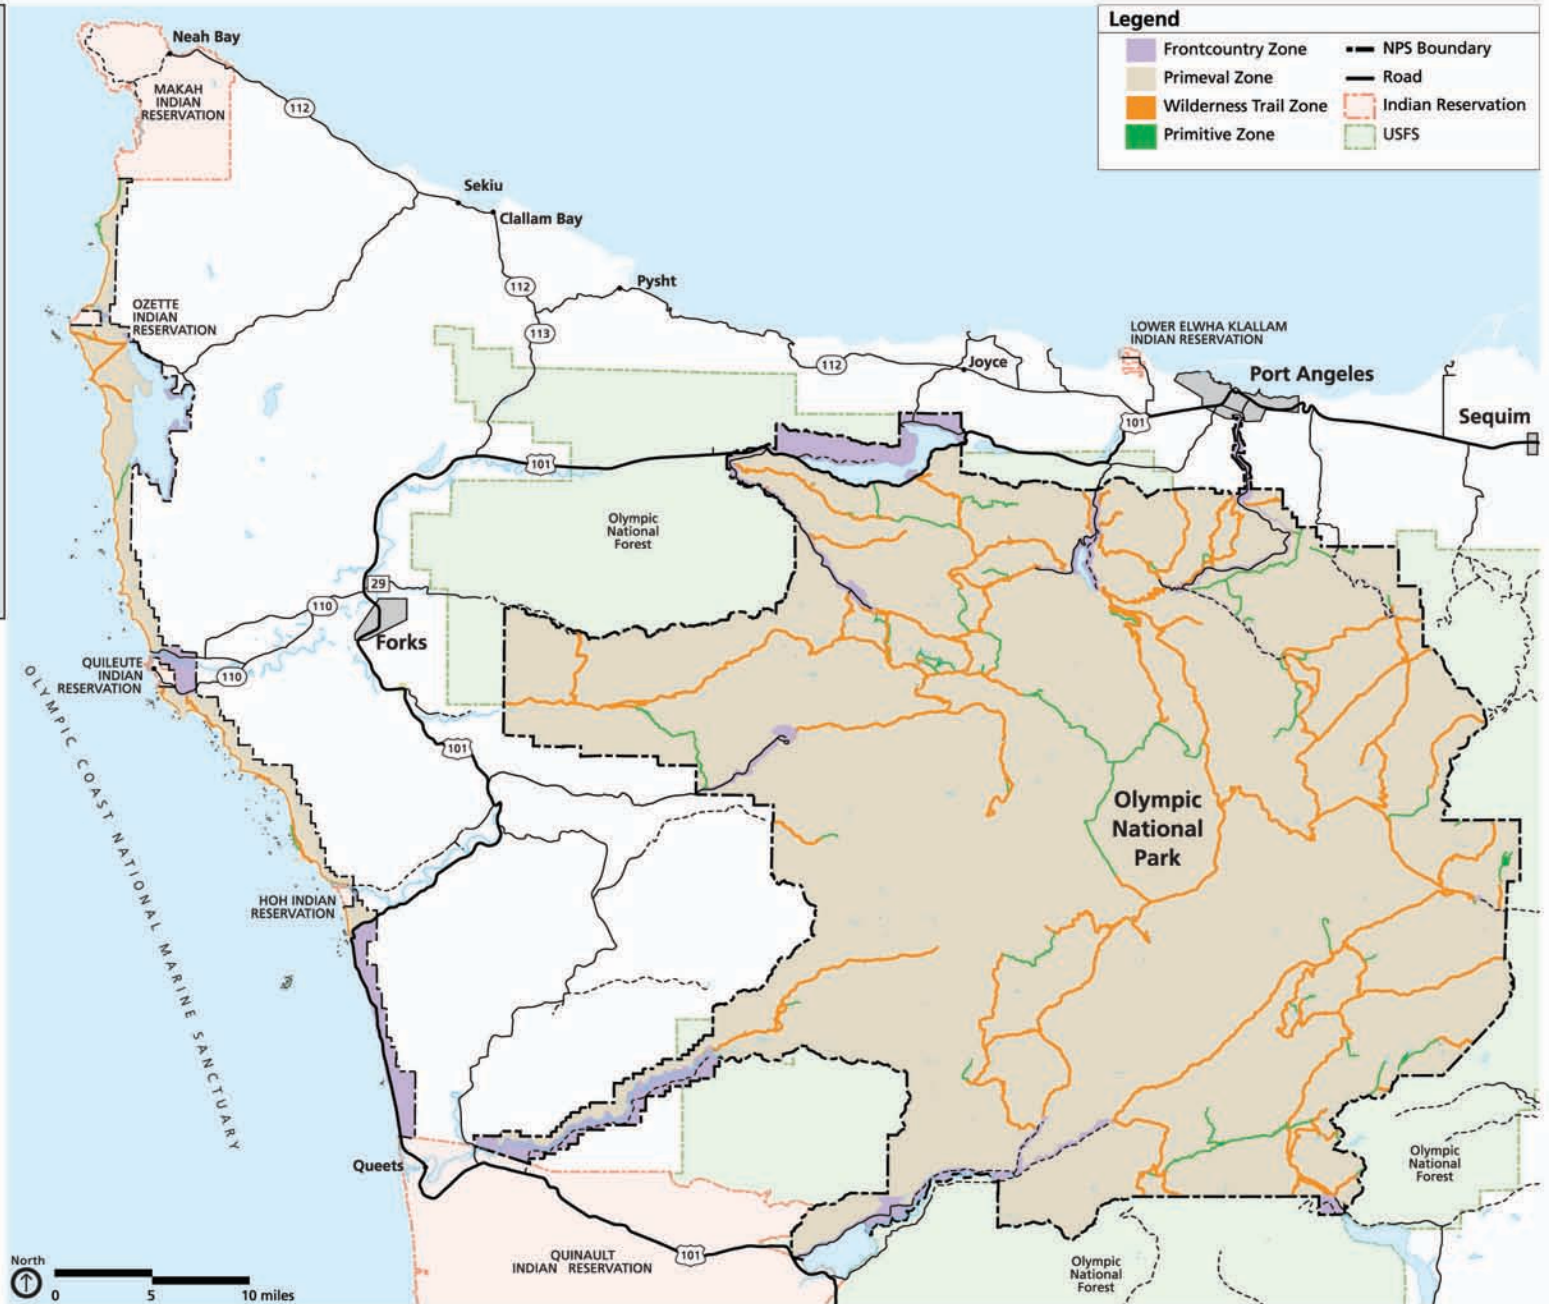 Legend
Frontcountry Zone
Primeval Zone
Wilderness Trail Zone
Primitive Zone
NPS Boundary
Road
Indian Reservation
USFS
Neah Bay
MAKAH
INDIAN
RESERVATION
112
Sekiu
Clallam Bay
112
Pysht
OZETTE
INDIAN
RESERVATION
113
LOWER ELWHA KLALLAM
INDIAN RESERVATION
112
Joyce
Port Angeles
101
Sequim
101
Olympic
National
Forest
29
110
Forks
QUILEUTE
INDIAN
RESERVATION
110
OLYMPIC COAST NATIONAL MARINE SANCTUARY
101
Olympic
National
Park
HOH INDIAN
RESERVATION
Queets
Olympic
National
Forest
QUINAULT
INDIAN RESERVATION
101
Olympic
National
Forest
North
0 5 10 miles